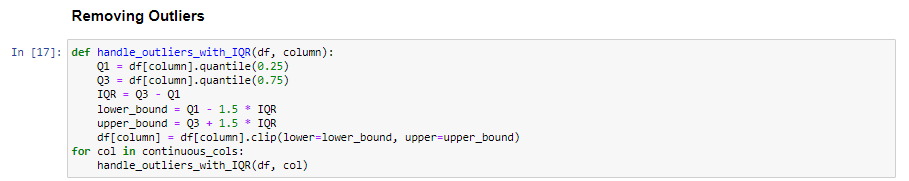 Removing Outliers
In [17]: def handle_outliers_with_IQR(df, column):
    Q1 = df[column].quantile(0.25)
    Q3 = df[column].quantile(0.75)
    IQR = Q3 - Q1
    lower_bound = Q1 - 1.5 * IQR
    upper_bound = Q3 + 1.5 * IQR
    df[column] = df[column].clip(lower=lower_bound, upper=upper_bound)
for col in continuous_cols:
    handle_outliers_with_IQR(df, col)